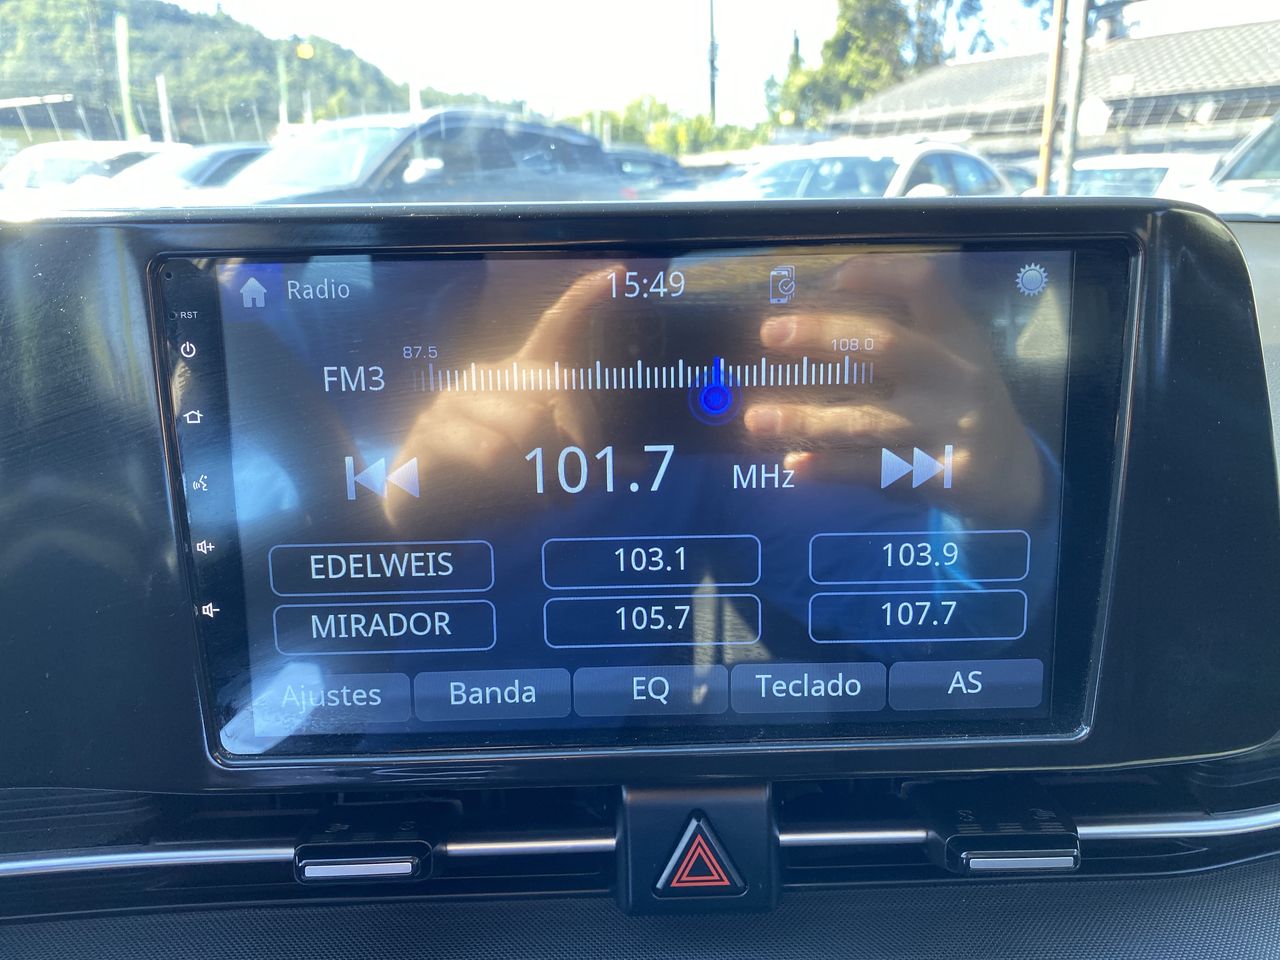 Radio 15:49
RST
87.5 108.0
FM3
101.7 MHz
EDELWEIS 103.1 103.9
MIRADOR 105.7 107.7
Ajustes Banda EQ Teclado AS